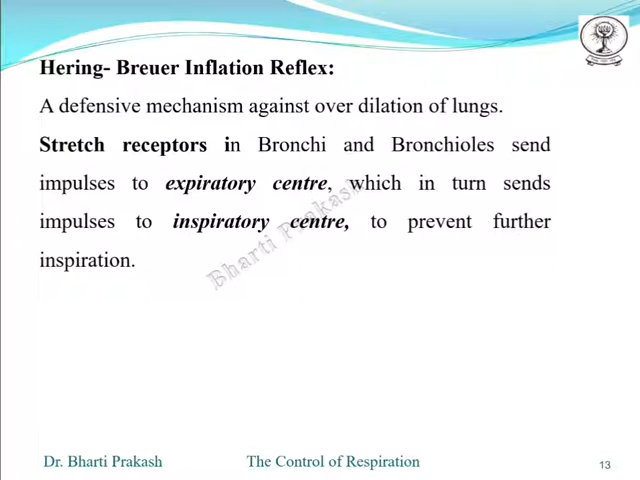 Hering- Breuer Inflation Reflex:
A defensive mechanism against over dilation of lungs.
Stretch receptors in Bronchi and Bronchioles send
impulses to expiratory centre, which in turn sends
impulses to inspiratory centre, to prevent further
inspiration.
Bharti Prakash
Dr. Bharti Prakash The Control of Respiration 13